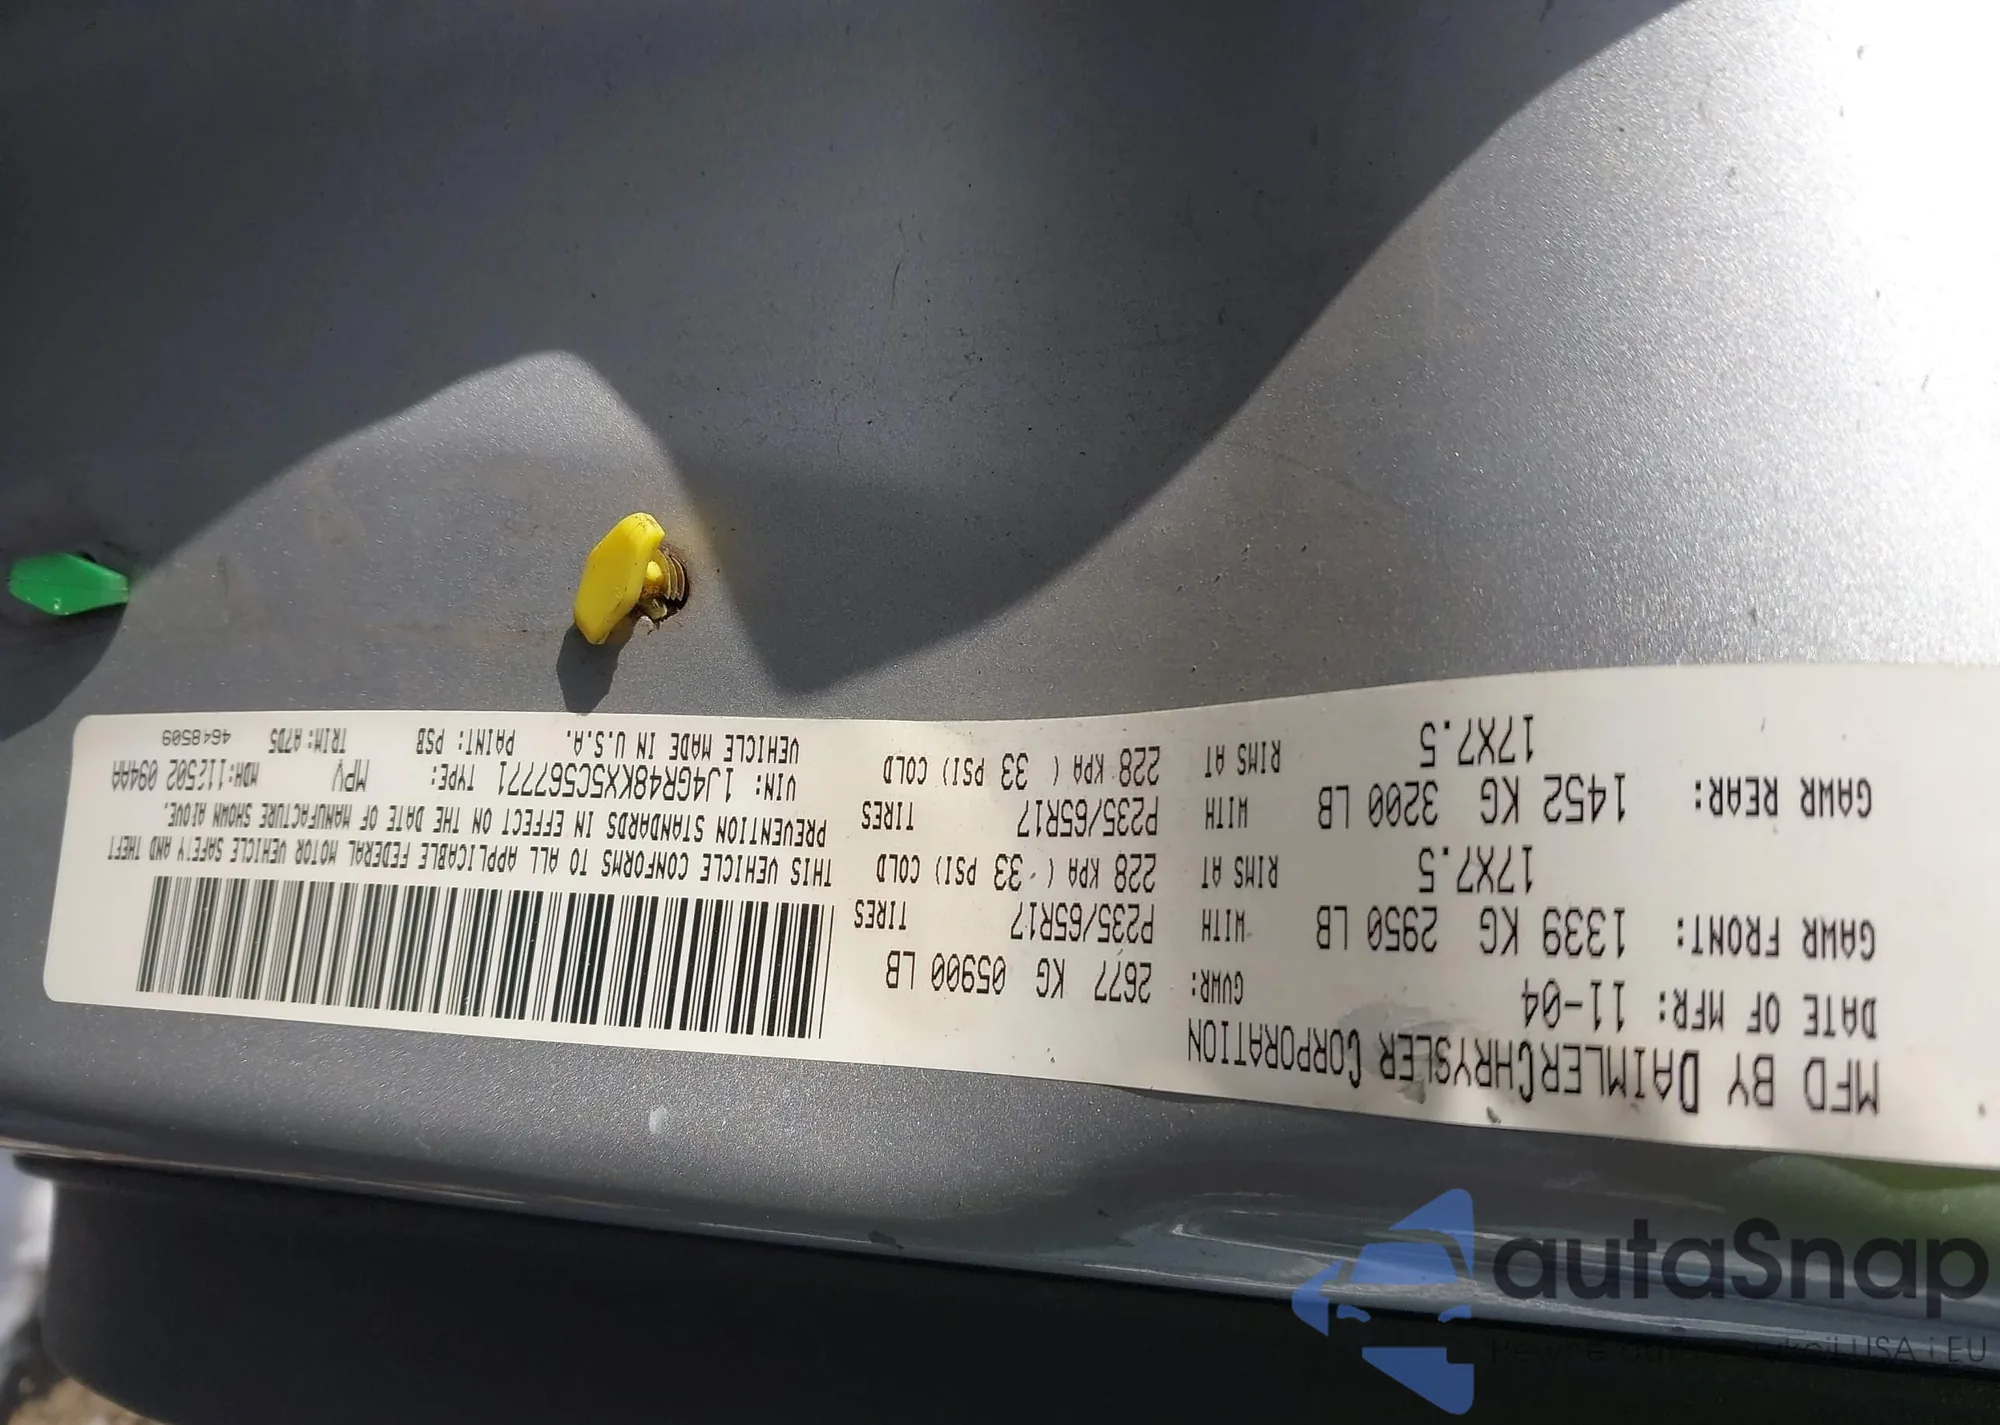 MFD BY DAIMLERCHRYSLER CORPORATION
DATE OF MFR: 11-04 GVWR: 2677 KG 05900 LB
GAWR FRONT: 1339 KG 2950 LB WITH P235/65R17 TIRES
17X7.5 RIMS AT 228 KPA ( 33 PSI) COLD
GAWR REAR: 1452 KG 3200 LB WITH P235/65R17 TIRES
17X7.5 RIMS AT 228 KPA ( 33 PSI) COLD
THIS VEHICLE CONFORMS TO ALL APPLICABLE FEDERAL MOTOR VEHICLE SAFETY AND THEFT
PREVENTION STANDARDS IN EFFECT ON THE DATE OF MANUFACTURE SHOWN ABOVE.
VIN: 1J4GR48KX5C567771 TYPE: MPV MDH:112502 094AA
VEHICLE MADE IN U.S.A. PAINT: PSB TRIM:A7D5 4648509
autaSnap
USA i EU